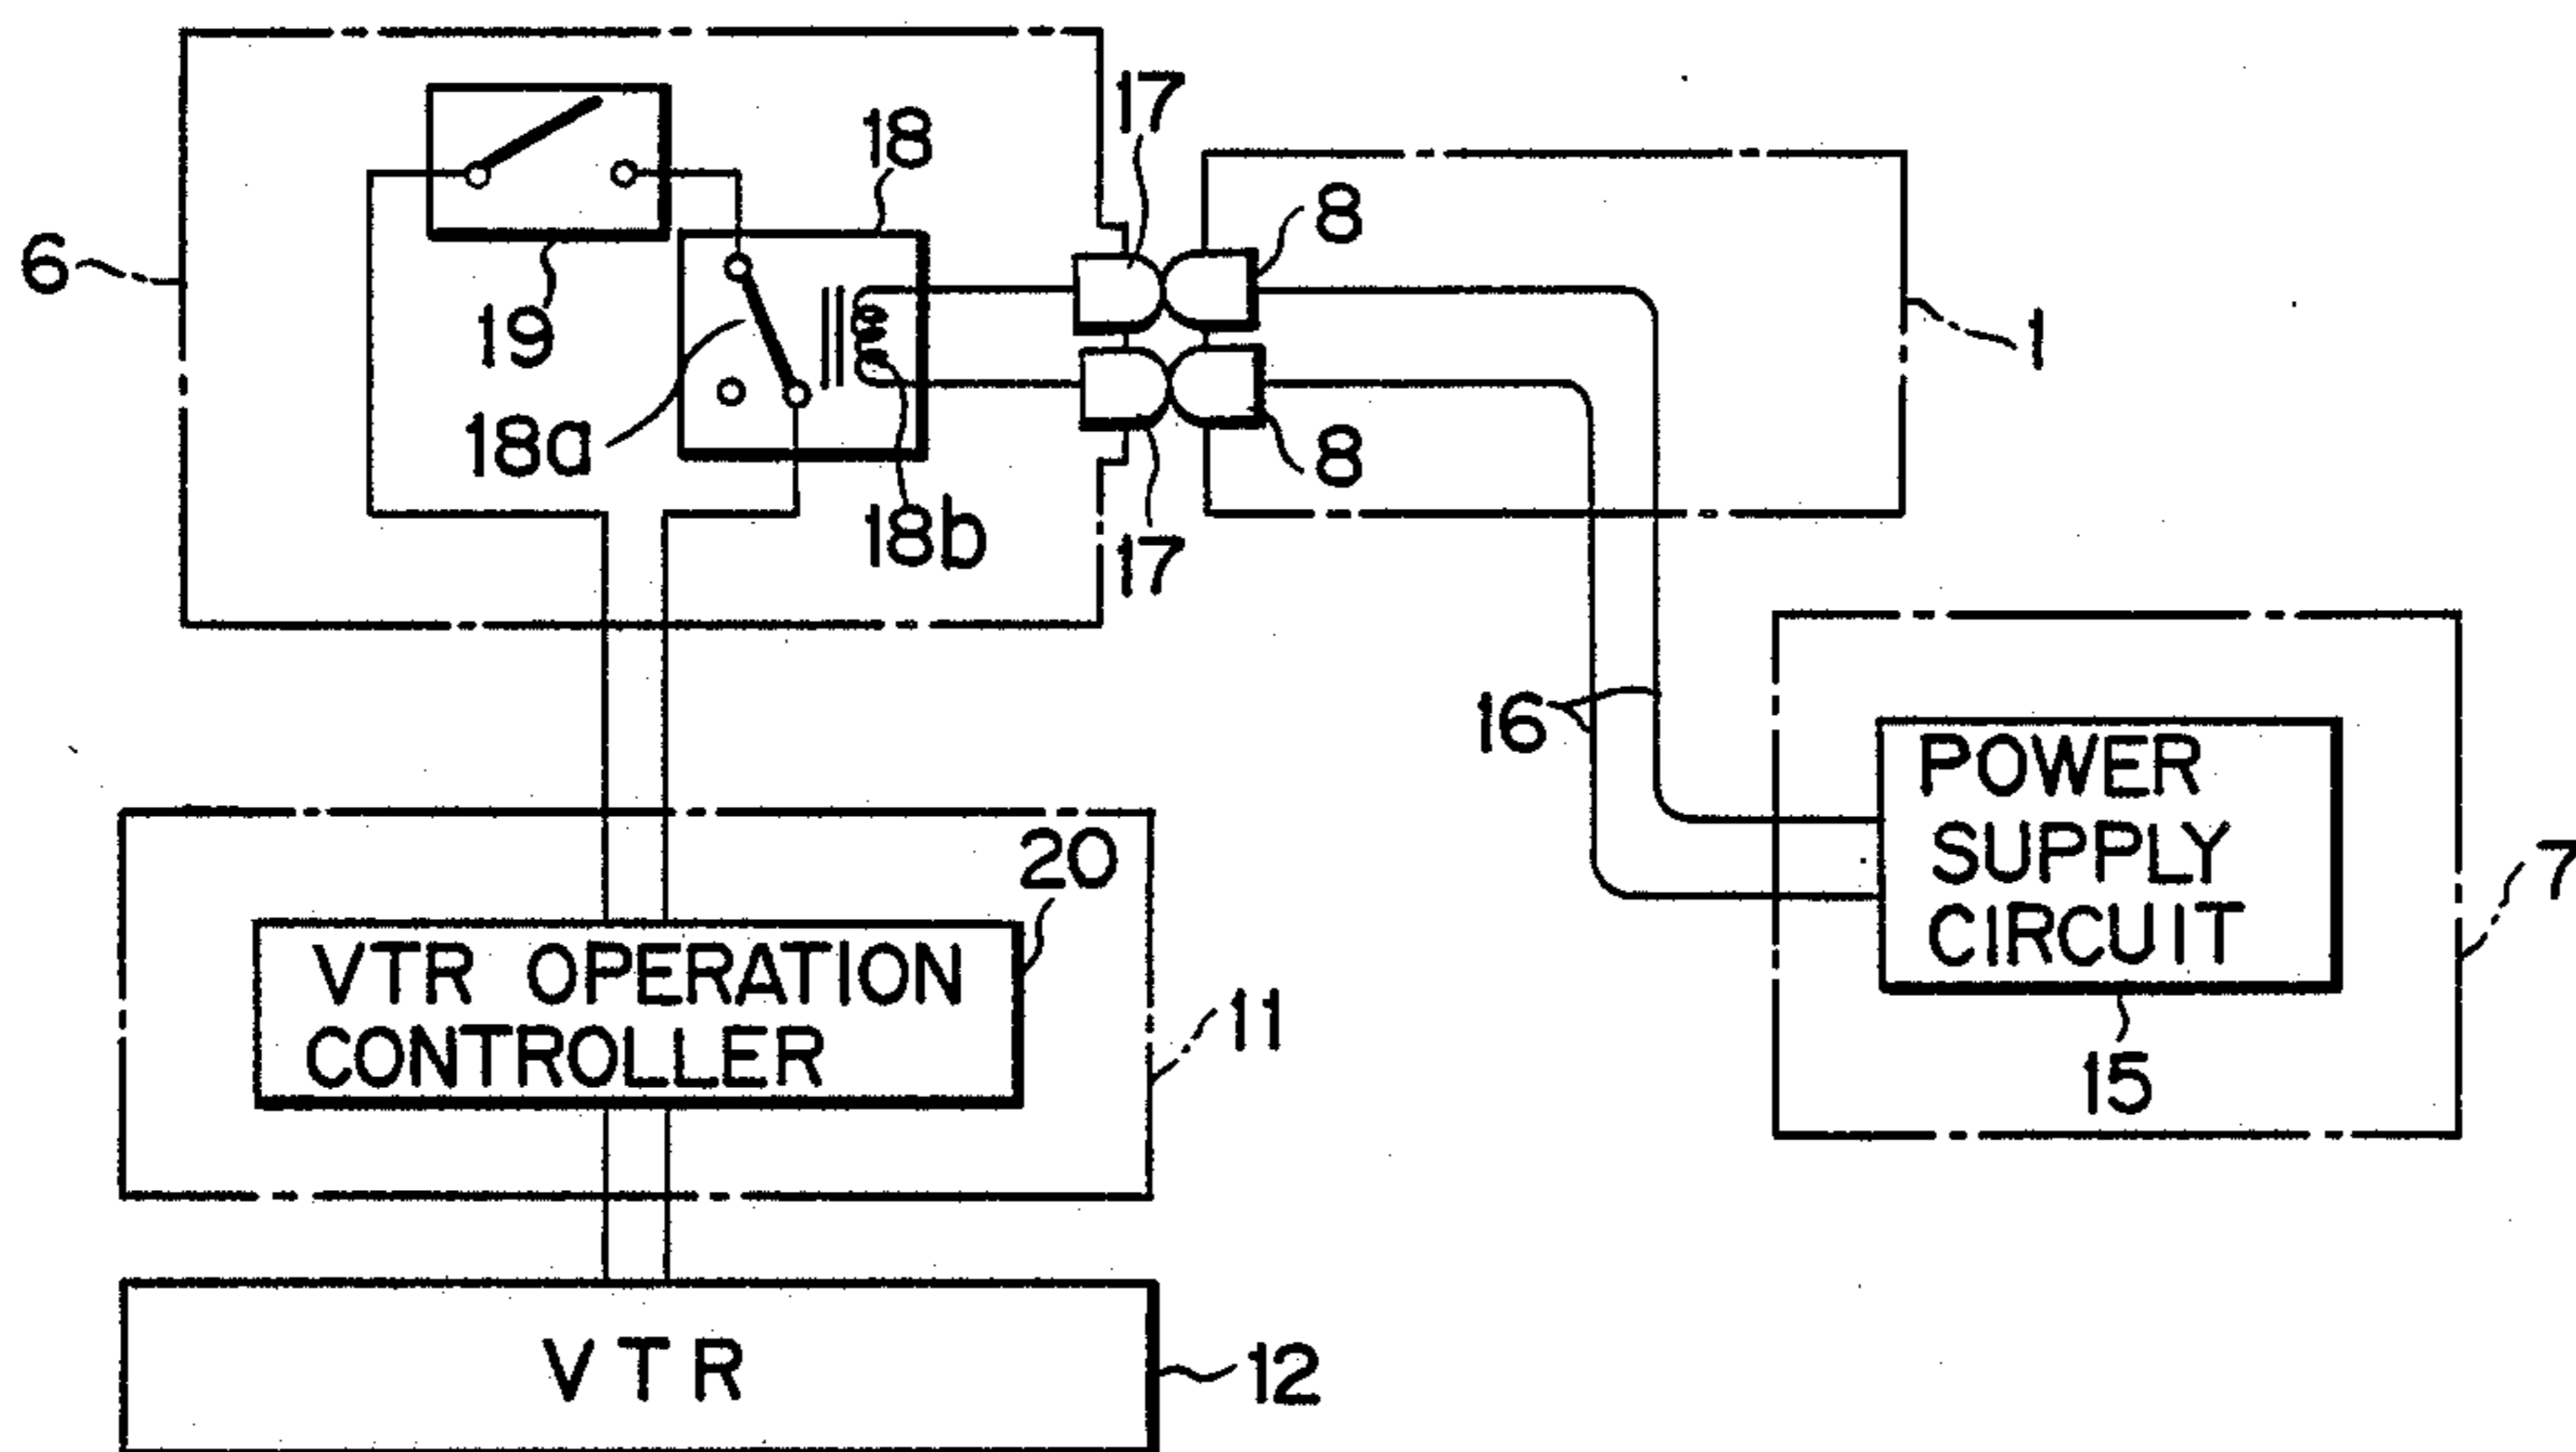 17
18
8
6
19
1
18a
8
18b
17
16
POWER
SUPPLY
CIRCUIT
7
20
VTR OPERATION
CONTROLLER
11
15
VTR
12